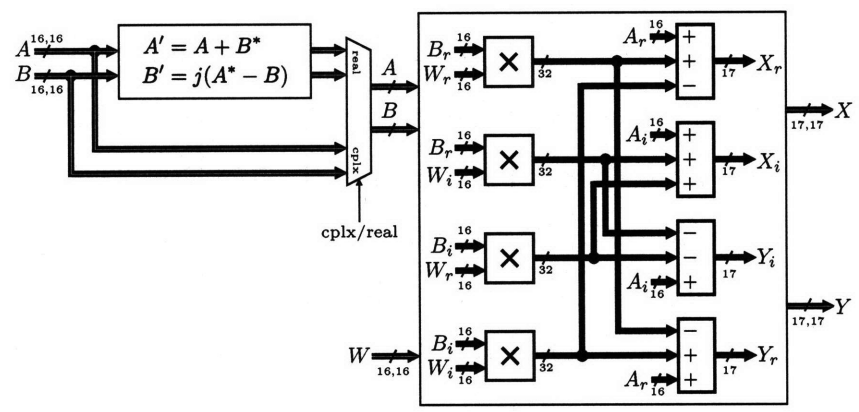 A 16,16
B 16,16
A′ = A + B*
B′ = j(A* − B)
real
cplx
cplx/real
A
B
W 16,16
B_r 16
W_r 16
×
32
A_r 16
+
+
−
17 X_r
B_r 16
W_i 16
×
32
A_i 16
+
+
+
17 X_i
B_i 16
W_r 16
×
32
−
−
A_i 16
+
17 Y_i
B_i 16
W_i 16
×
32
−
+
A_r 16
+
17 Y_r
X
17,17
Y
17,17